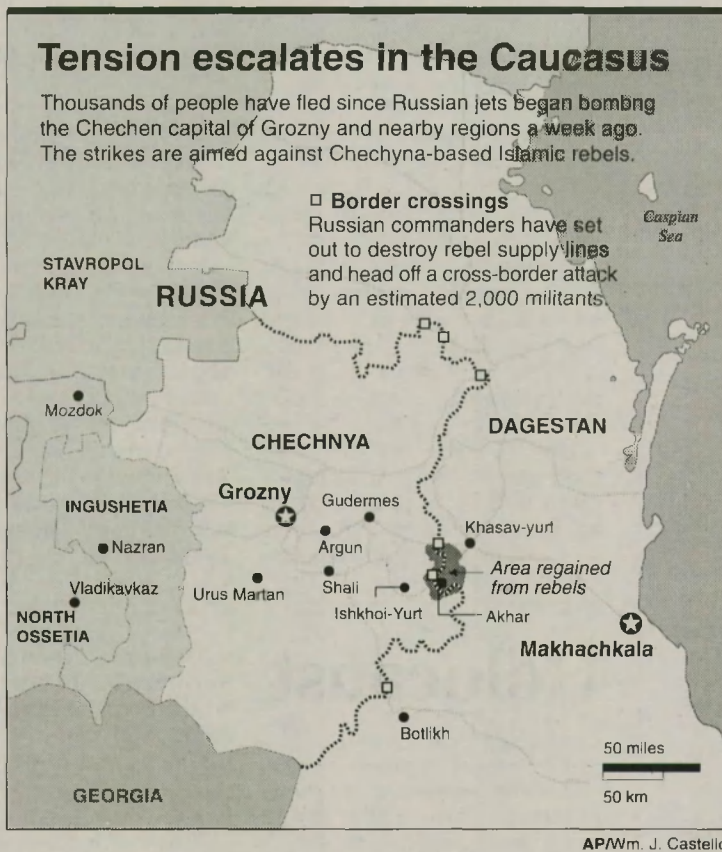 Tension escalates in the Caucasus
Thousands of people have fled since Russian jets began bombng
the Chechen capital of Grozny and nearby regions a week ago.
The strikes are aimed against Chechyna-based Islamic rebels.
□ Border crossings
Russian commanders have set
out to destroy rebel supply lines
and head off a cross-border attack
by an estimated 2,000 militants.
Caspian
Sea
STAVROPOL
KRAY
RUSSIA
Mozdok
CHECHNYA
DAGESTAN
INGUSHETIA
Grozny
Gudermes
Khasav-yurt
Nazran
Argun
Area regained
from rebels
Vladikavkaz
Urus Martan
Shali
Ishkhoi-Yurt
Akhar
NORTH
OSSETIA
Makhachkala
Botlikh
50 miles
50 km
GEORGIA
AP/Wm. J. Castello